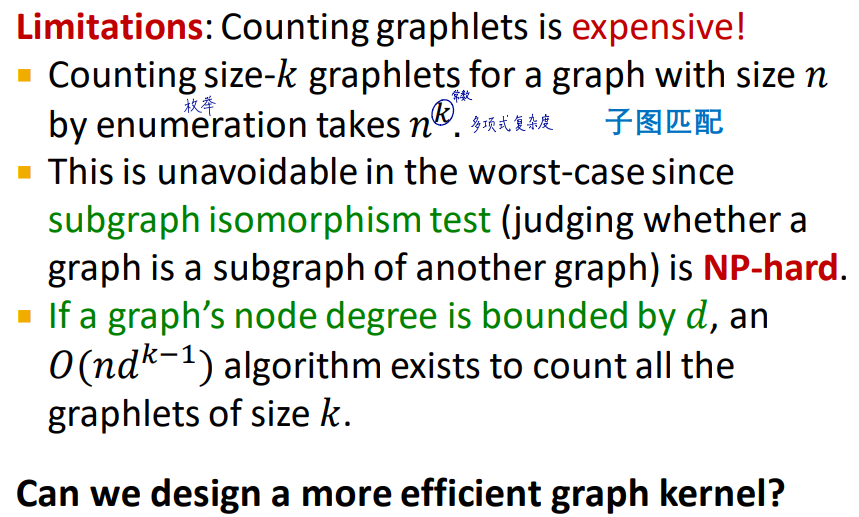 Limitations: Counting graphlets is expensive!
Counting size-k graphlets for a graph with size n
枚举
常数
by enumeration takes n^k.
多项式复杂度
子图匹配
This is unavoidable in the worst-case since
subgraph isomorphism test (judging whether a
graph is a subgraph of another graph) is NP-hard.
If a graph's node degree is bounded by d, an
O(nd^{k-1}) algorithm exists to count all the
graphlets of size k.
Can we design a more efficient graph kernel?